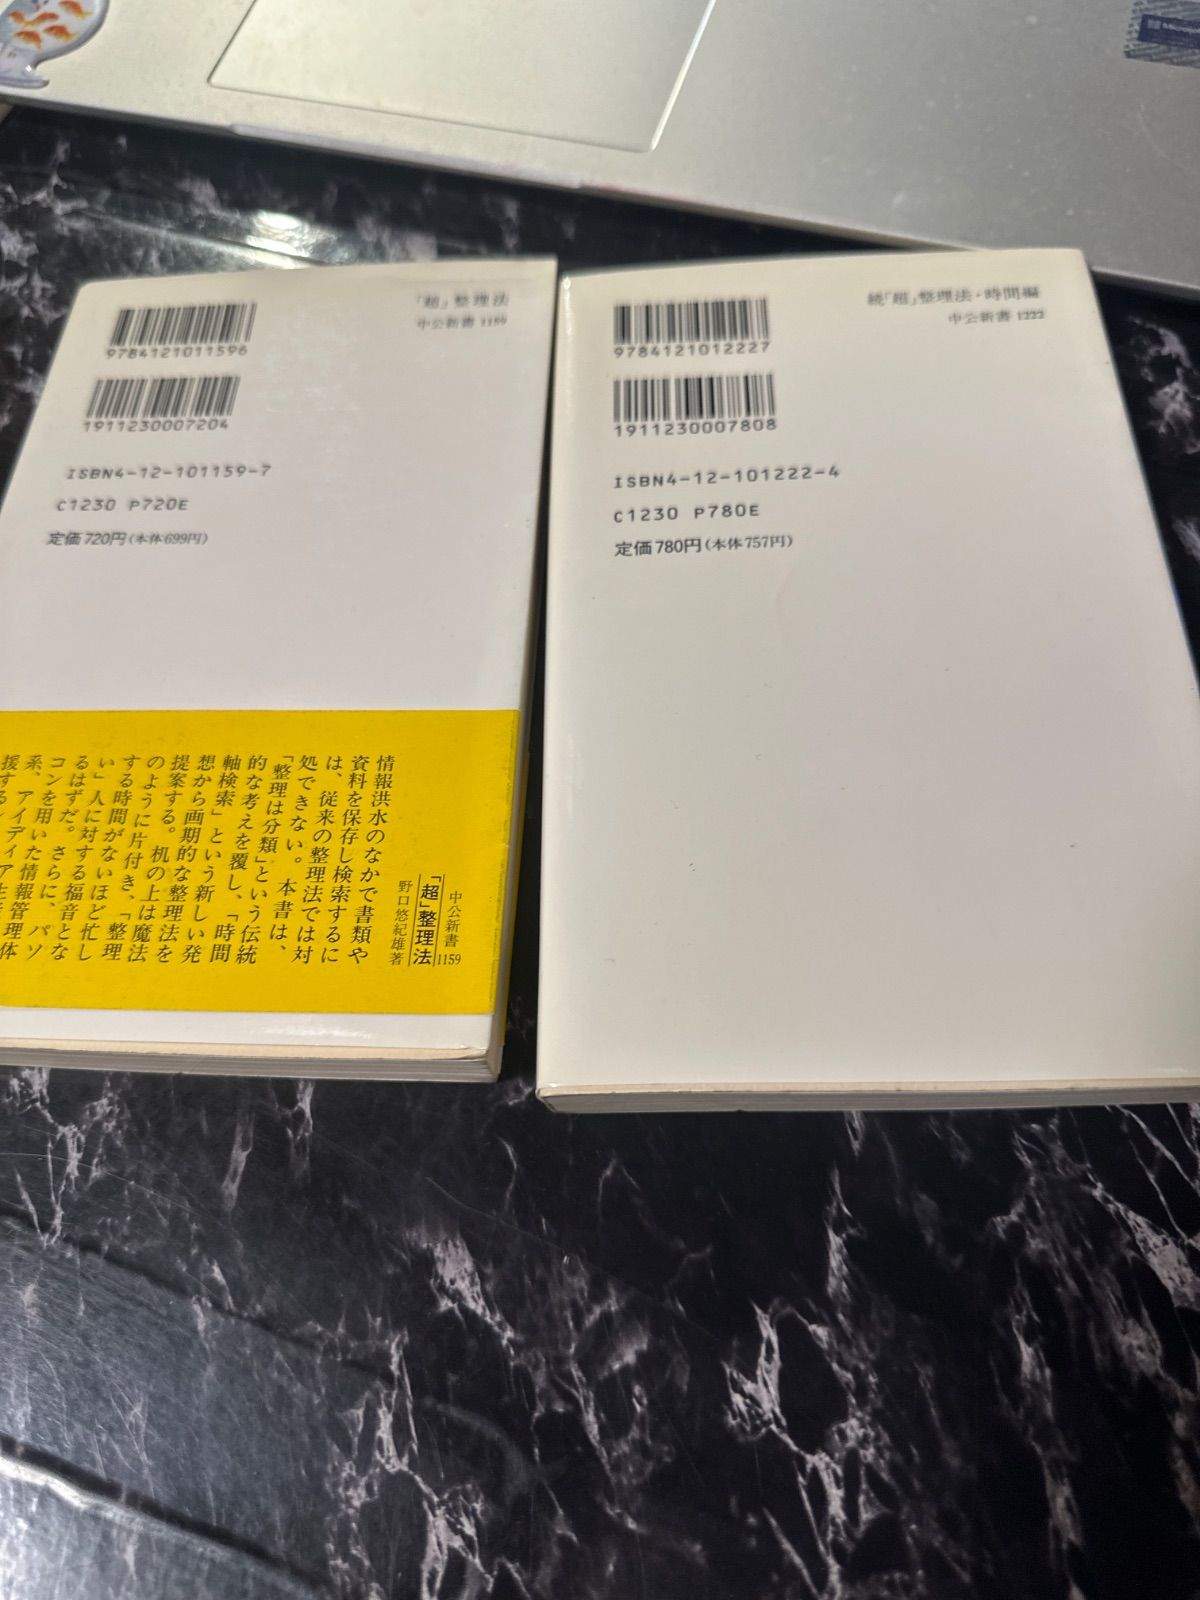 「超」整理法
中公新書 1159
9784121011596
1911230007204
ISBN4-12-101159-7
C1230 P720E
定価720円(本体699円)
中公新書
1159
「超」整理法
野口悠紀雄著
情報洪水のなかで書類や
資料を保存し検索するに
は、従来の整理法では対
処できない。本書は、
「整理は分類」という伝統
的な考えを覆し、「時間
軸検索」という新しい発
想から画期的な整理法を
提案する。机の上は魔法
のように片付き、「整理
する時間がないほど忙し
い」人に対する福音とな
るはずだ。さらに、パソ
コンを用いた情報管理体
系、アイディア生産
援する
続「超」整理法・時間編
中公新書 1222
9784121012227
1911230007808
ISBN4-12-101222-4
C1230 P780E
定価780円(本体757円)